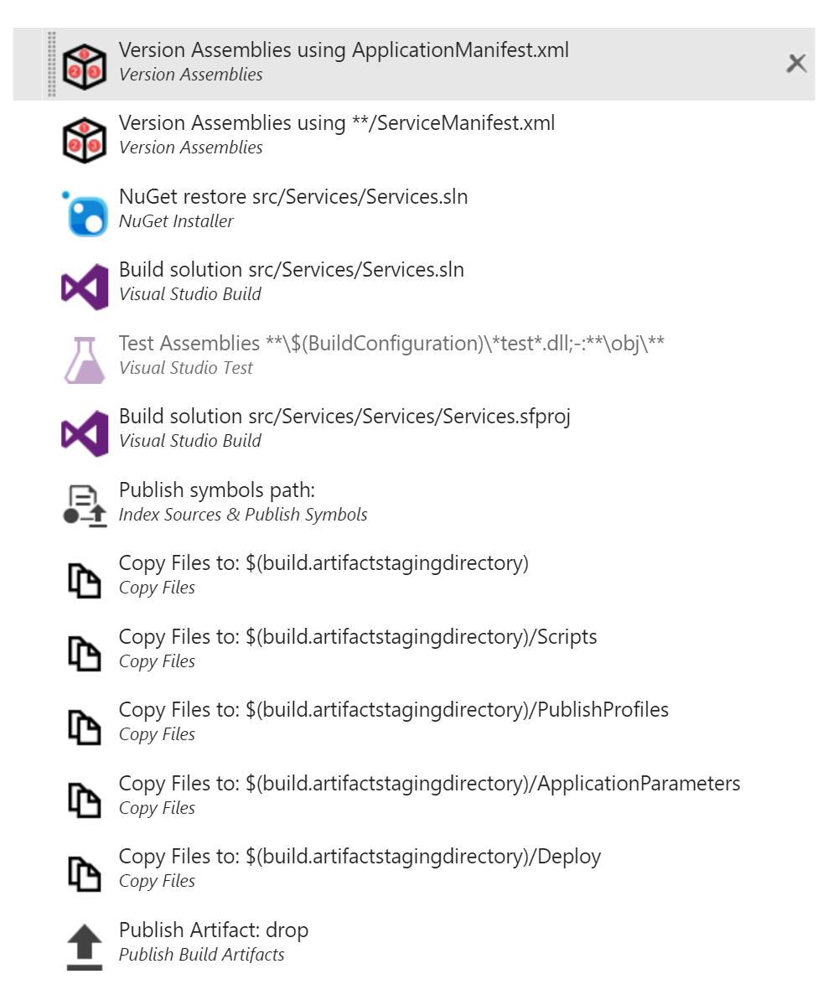 Version Assemblies using ApplicationManifest.xml
Version Assemblies
Version Assemblies using **/ServiceManifest.xml
Version Assemblies
NuGet restore src/Services/Services.sln
NuGet Installer
Build solution src/Services/Services.sln
Visual Studio Build
Test Assemblies **\$(BuildConfiguration)\*test*.dll;-:**\obj\**
Visual Studio Test
Build solution src/Services/Services/Services.sfproj
Visual Studio Build
Publish symbols path:
Index Sources & Publish Symbols
Copy Files to: $(build.artifactstagingdirectory)
Copy Files
Copy Files to: $(build.artifactstagingdirectory)/Scripts
Copy Files
Copy Files to: $(build.artifactstagingdirectory)/PublishProfiles
Copy Files
Copy Files to: $(build.artifactstagingdirectory)/ApplicationParameters
Copy Files
Copy Files to: $(build.artifactstagingdirectory)/Deploy
Copy Files
Publish Artifact: drop
Publish Build Artifacts